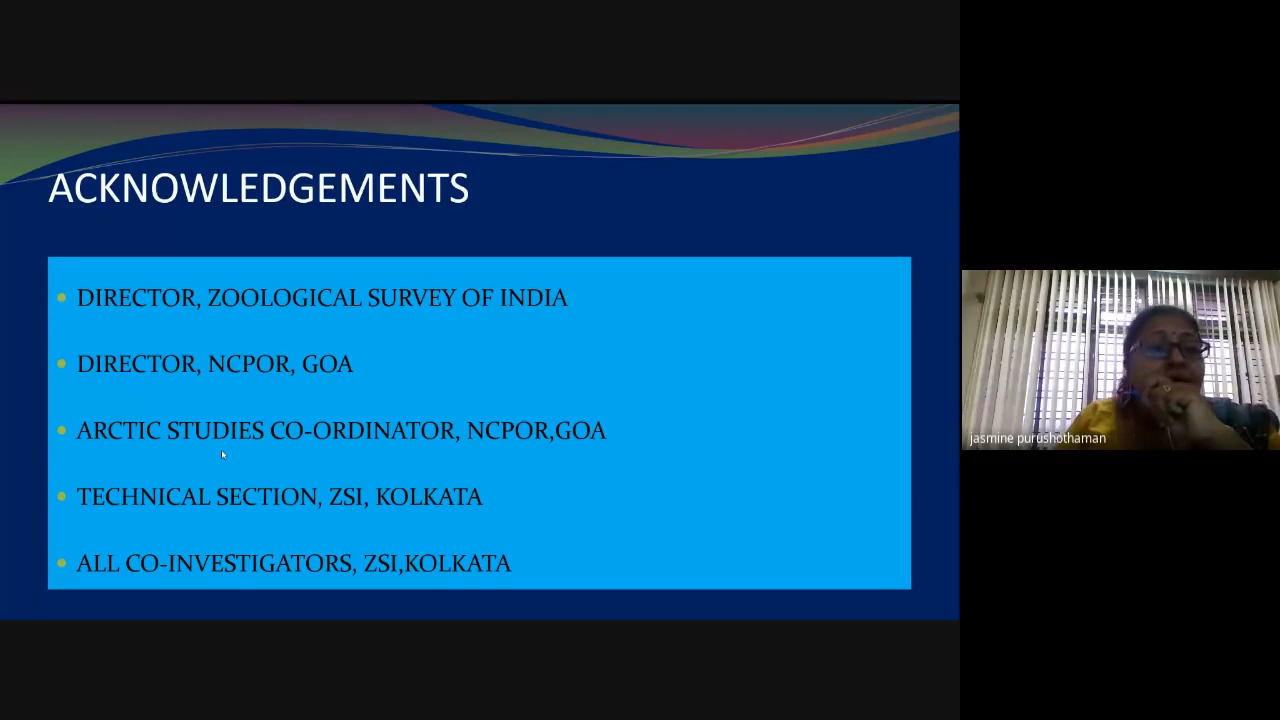 ACKNOWLEDGEMENTS
• DIRECTOR, ZOOLOGICAL SURVEY OF INDIA
• DIRECTOR, NCPOR, GOA
• ARCTIC STUDIES CO-ORDINATOR, NCPOR,GOA
• TECHNICAL SECTION, ZSI, KOLKATA
• ALL CO-INVESTIGATORS, ZSI,KOLKATA
jasmine purushothaman